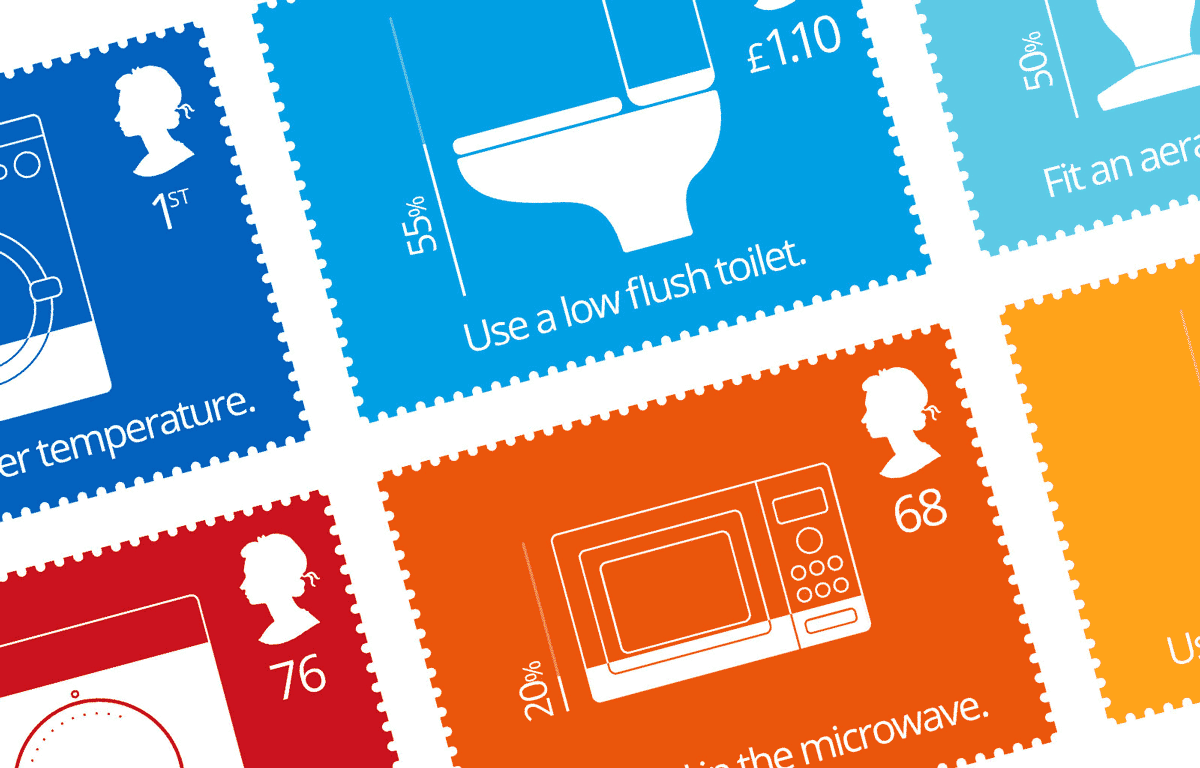 1ST
er temperature.
£1.10
55%
Use a low flush toilet.
50%
Fit an aera
76
68
20%
in the microwave.
Us